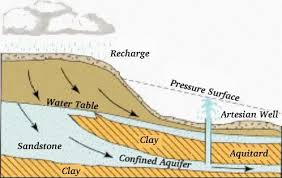 Recharge
Pressure Surface
Water Table
Artesian Well
Clay
Sandstone
Aquitard
Confined Aquifer
Clay